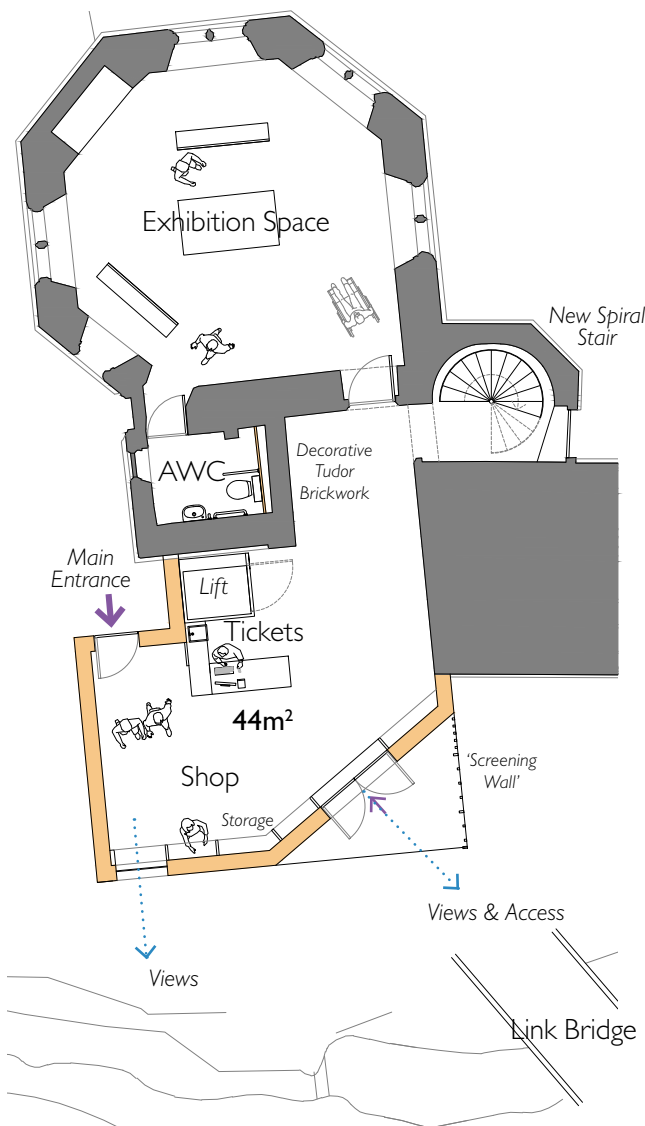 Exhibition Space
New Spiral
Stair
AWC
Decorative
Tudor
Brickwork
Main
Entrance
Lift
Tickets
44m²
'Screening
Wall'
Shop
Storage
Views & Access
Views
Link Bridge